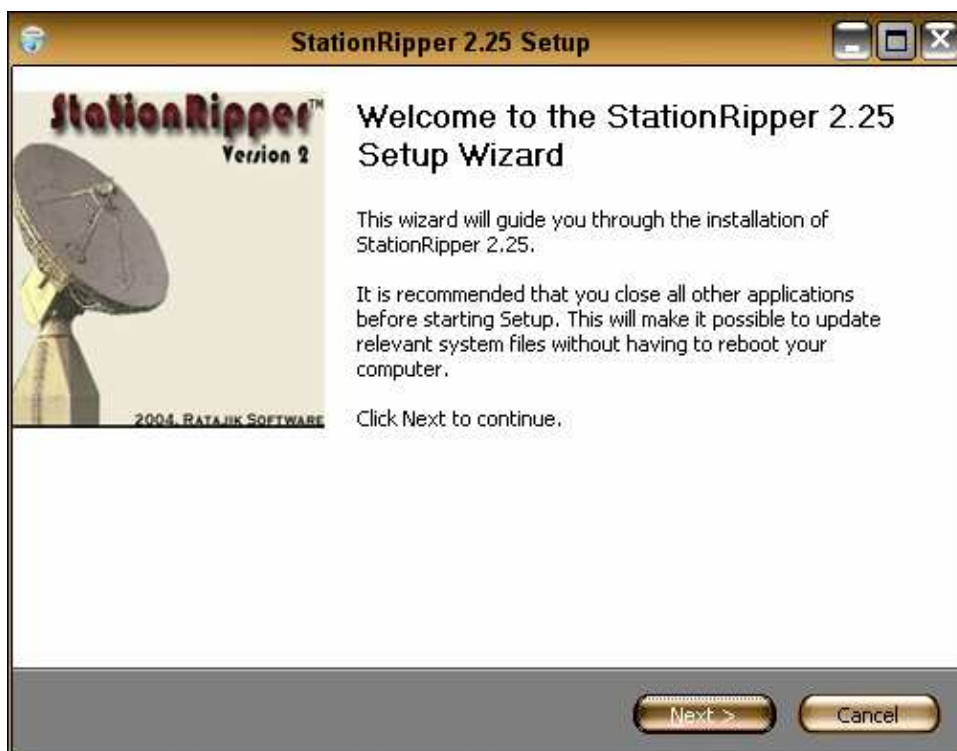 StationRipper 2.25 Setup
StationRipper™
Version 2
2004, Ratajik Software
Welcome to the StationRipper 2.25
Setup Wizard
This wizard will guide you through the installation of
StationRipper 2.25.
It is recommended that you close all other applications
before starting Setup. This will make it possible to update
relevant system files without having to reboot your
computer.
Click Next to continue.
Next >
Cancel